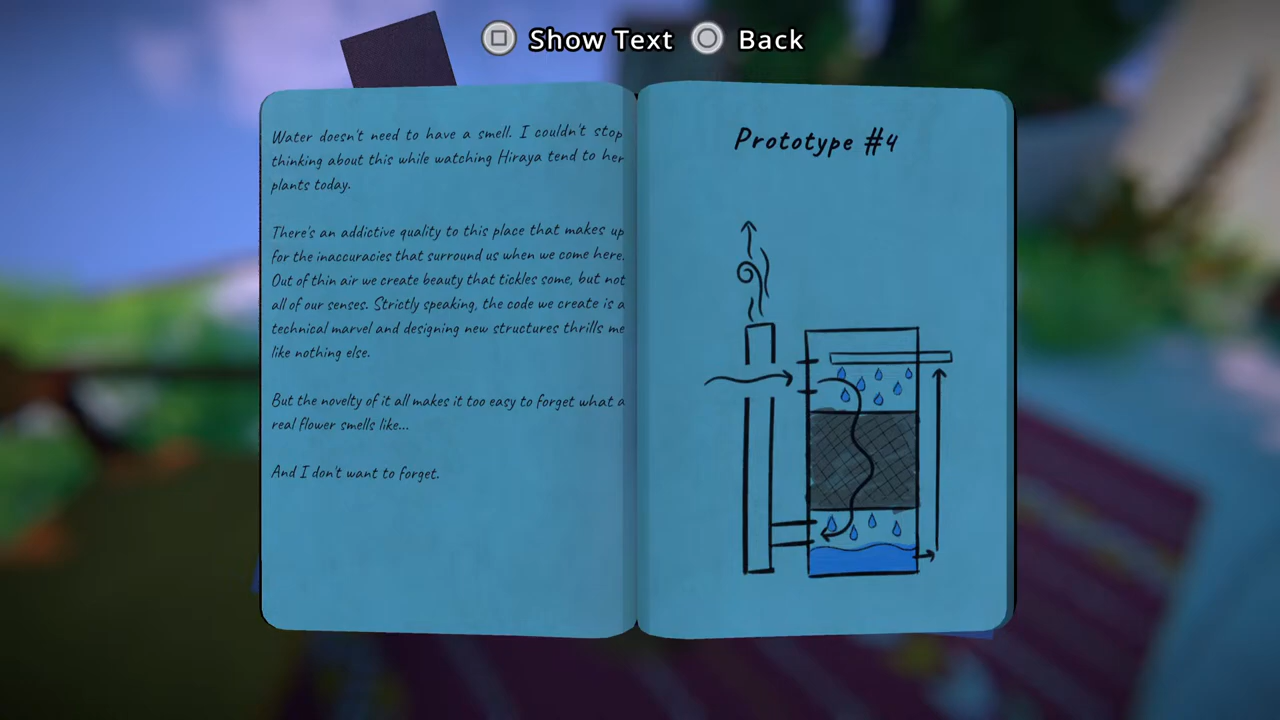 Show Text Back
Water doesn't need to have a smell. I couldn't stop
thinking about this while watching Hiraya tend to her
plants today.
There's an addictive quality to this place that makes up
for the inaccuracies that surround us when we come here.
Out of thin air we create beauty that tickles some, but not
all of our senses. Strictly speaking, the code we create is a
technical marvel and designing new structures thrills me
like nothing else.
But the novelty of it all makes it too easy to forget what a
real flower smells like...
And I don't want to forget.
Prototype #4